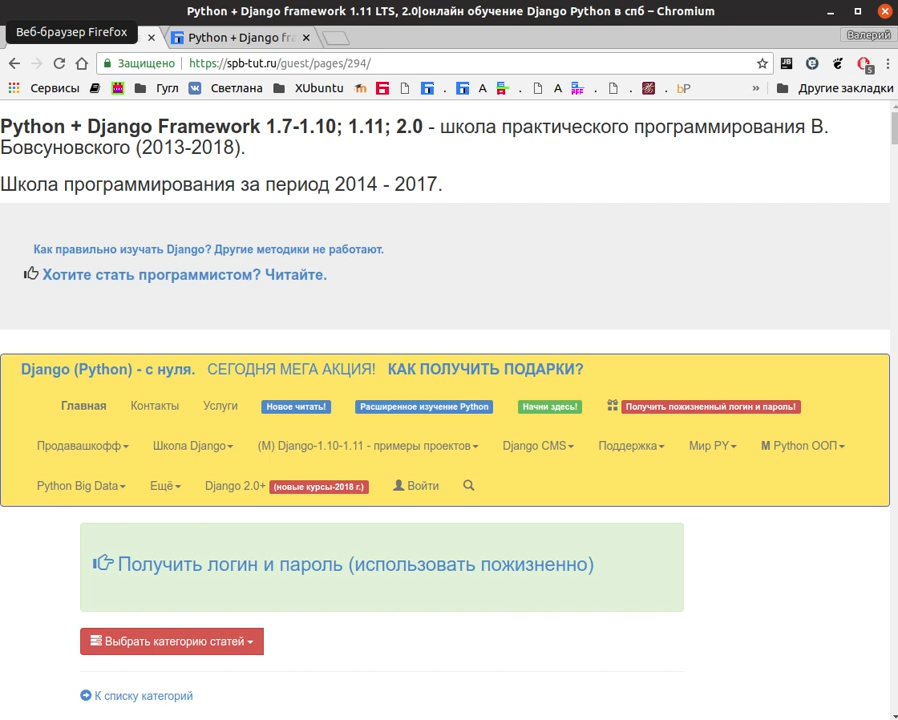 Python + Django framework 1.11 LTS, 2.0|онлайн обучение Django Python в спб – Chromium
Веб-браузер Firefox
Python + Django fra
Валерий
Защищено
https://spb-tut.ru/guest/pages/294/
Сервисы Гугл Светлана XUbuntu m . . A . A . . bP » Другие закладки
Python + Django Framework 1.7-1.10; 1.11; 2.0 - школа практического программирования В.
Бовсуновского (2013-2018).
Школа программирования за период 2014 - 2017.
Как правильно изучать Django? Другие методики не работают.
Хотите стать программистом? Читайте.
Django (Python) - с нуля. СЕГОДНЯ МЕГА АКЦИЯ! КАК ПОЛУЧИТЬ ПОДАРКИ?
Главная Контакты Услуги Новое читать! Расширенное изучение Python Начни здесь! Получить пожизненный логин и пароль!
Продавашкофф Школа Django (М) Django-1.10-1.11 - примеры проектов Django CMS Поддержка Мир PY М Python ООП
Python Big Data Ещё Django 2.0+ (новые курсы-2018 г.) Войти
Получить логин и пароль (использовать пожизненно)
Выбрать категорию статей
К списку категорий